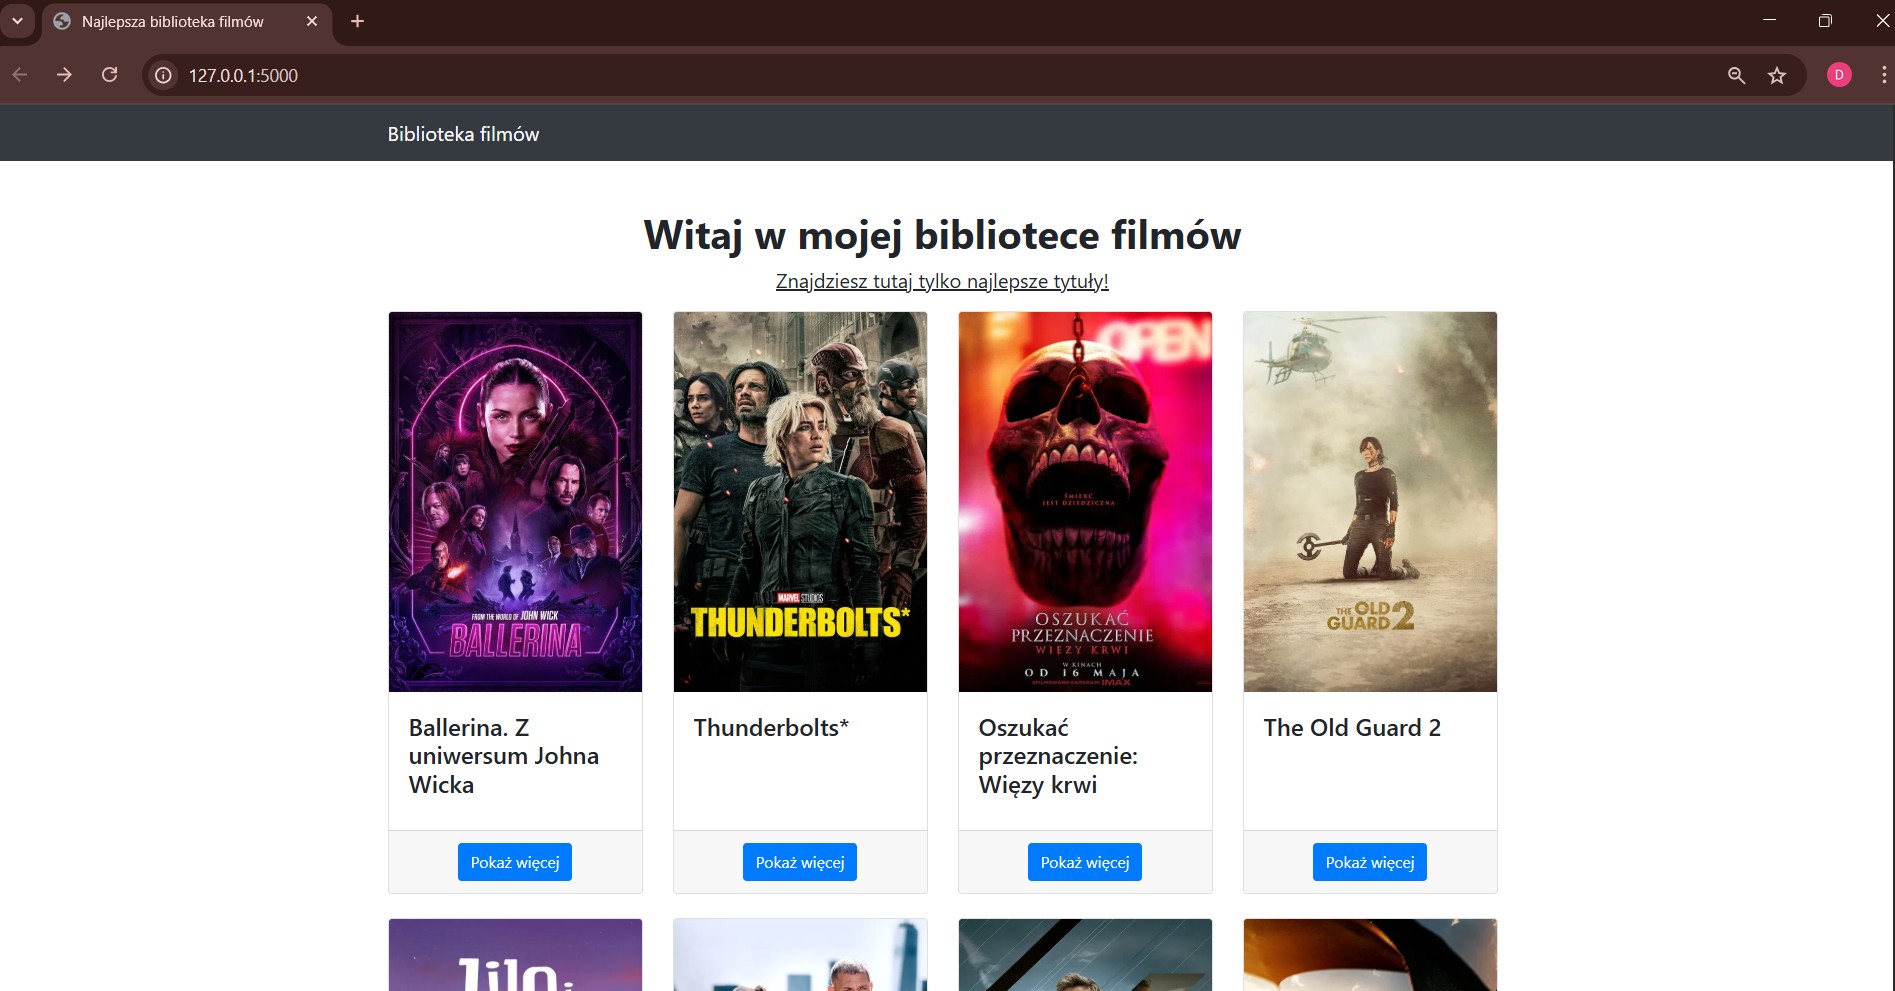 Najlepsza biblioteka filmów
127.0.0.1:5000
D
Biblioteka filmów
Witaj w mojej bibliotece filmów
Znajdziesz tutaj tylko najlepsze tytuły!
FROM THE WORLD OF JOHN WICK
BALLERINA
MARVEL STUDIOS
THUNDERBOLTS*
OPEN
ŚMIERĆ
JEST DZIEDZICZNA
OSZUKAĆ
PRZEZNACZENIE
WIĘZY KRWI
W KINACH
OD 16 MAJA
IMAX
THE OLD
GUARD 2
Ballerina. Z
uniwersum Johna
Wicka
Thunderbolts*
Oszukać
przeznaczenie:
Więzy krwi
The Old Guard 2
Pokaż więcej
Pokaż więcej
Pokaż więcej
Pokaż więcej
Lilo i